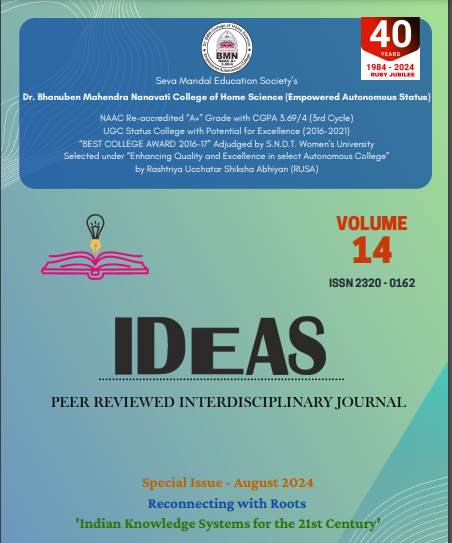 40
YEARS
1984 - 2024
RUBY JUBILEE
BMN
NAAC A+
3.69/4
Seva Mandal Education Society's
Dr. Bhanuben Mahendra Nanavati College of Home Science (Empowered Autonomous Status)
NAAC Re-accredited "A+" Grade with CGPA 3.69/4 (3rd Cycle)
UGC Status College with Potential for Excellence (2016-2021)
"BEST COLLEGE AWARD 2016-17" Adjudged by S.N.D.T. Women's University
Selected under "Enhancing Quality and Excellence in select Autonomous College"
by Rashtriya Ucchatar Shiksha Abhiyan (RUSA)
VOLUME
14
ISSN 2320 - 0162
IDEAS
PEER REVIEWED INTERDISCIPLINARY JOURNAL
Special Issue - August 2024
Reconnecting with Roots
'Indian Knowledge Systems for the 21st Century'